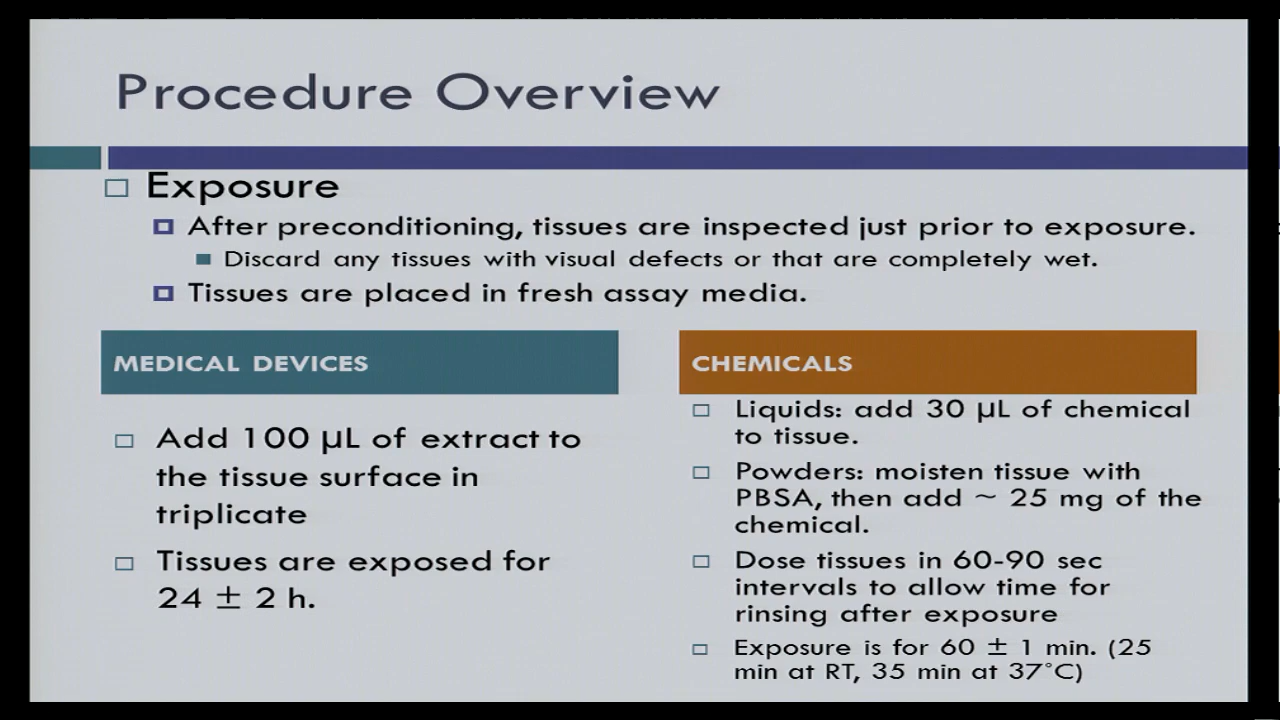 Procedure Overview
Exposure
After preconditioning, tissues are inspected just prior to exposure.
Discard any tissues with visual defects or that are completely wet.
Tissues are placed in fresh assay media.
MEDICAL DEVICES
Add 100 µL of extract to
the tissue surface in
triplicate
Tissues are exposed for
24 ± 2 h.
CHEMICALS
Liquids: add 30 µL of chemical
to tissue.
Powders: moisten tissue with
PBSA, then add ~ 25 mg of the
chemical.
Dose tissues in 60-90 sec
intervals to allow time for
rinsing after exposure
Exposure is for 60 ± 1 min. (25
min at RT, 35 min at 37°C)